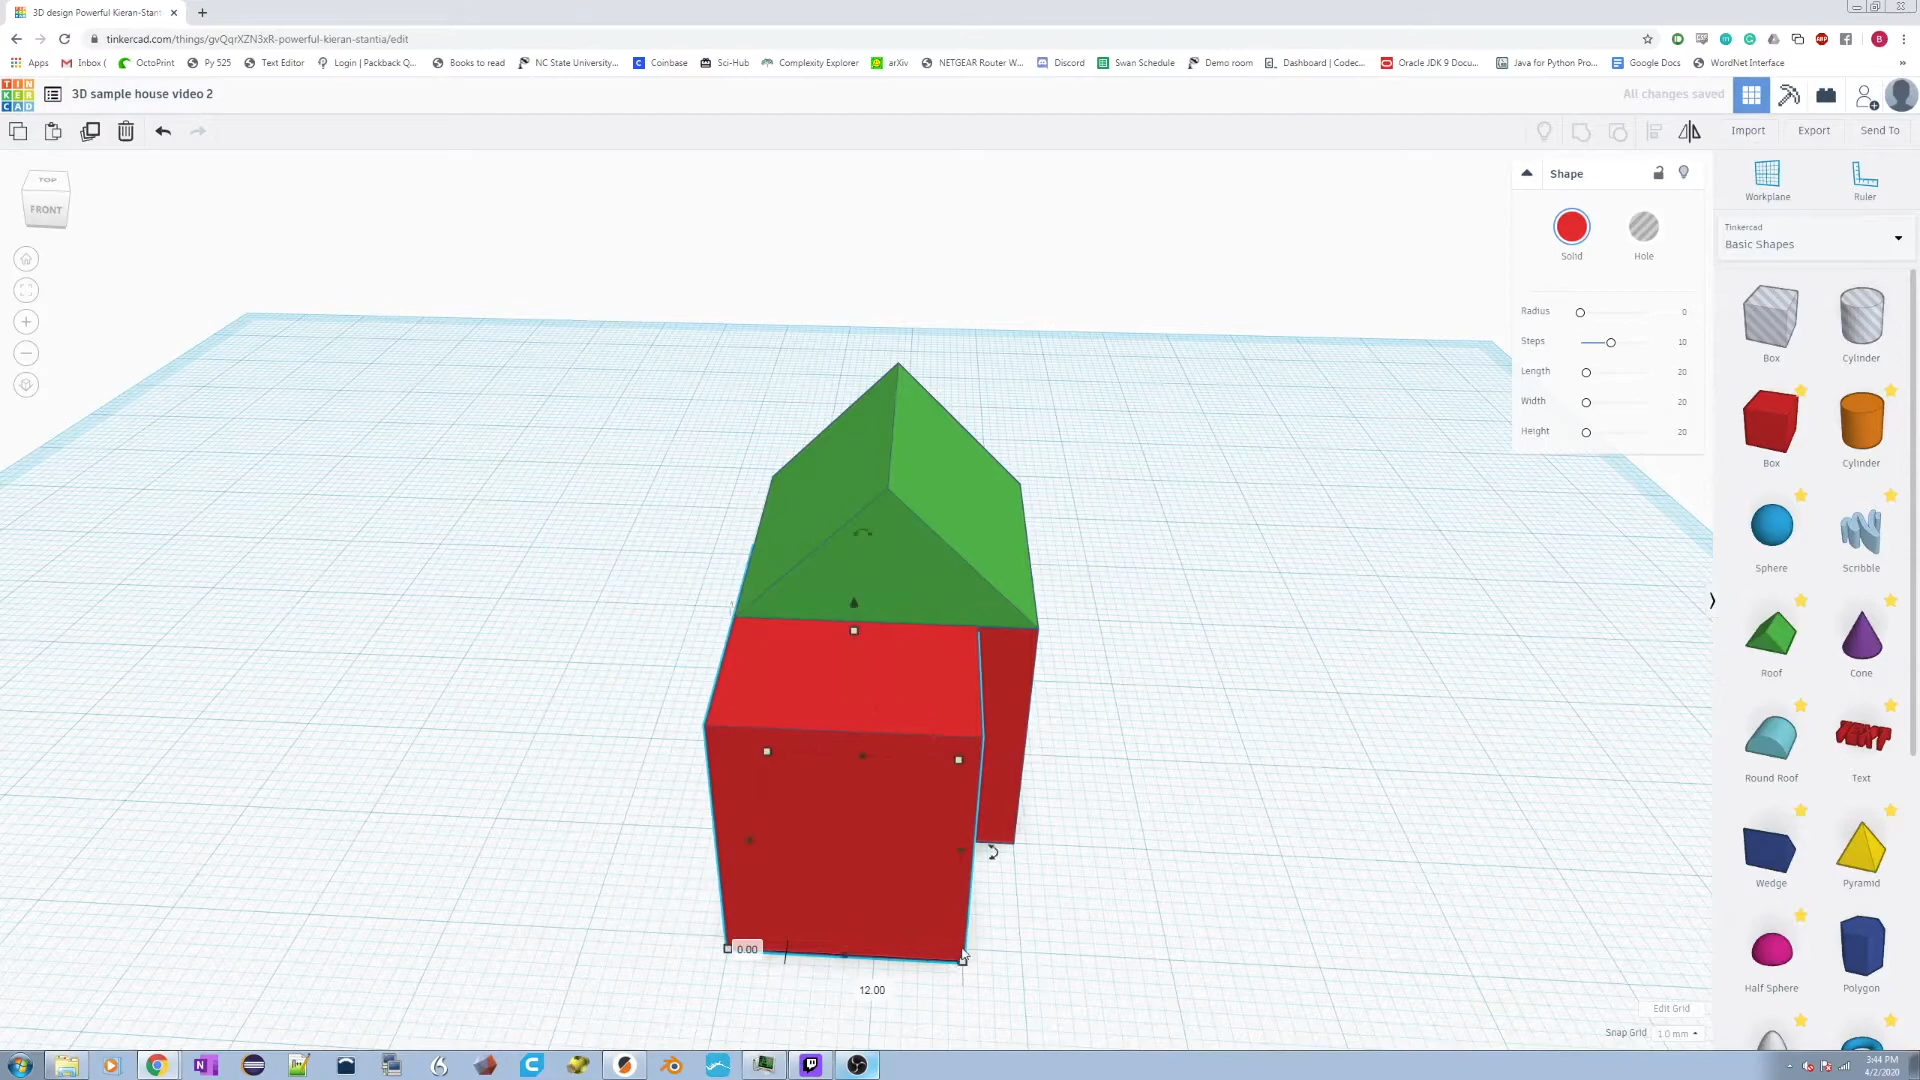 3D design Powerful Kieran-Stant
tinkercad.com/things/gvQqrXZN3xR-powerful-kieran-stantia/edit
Apps
Inbox (
OctoPrint
Py 525
Text Editor
Login | Packback Q...
Books to read
NC State University...
Coinbase
Sci-Hub
Complexity Explorer
arXiv
NETGEAR Router W...
Discord
Swan Schedule
Demo room
Dashboard | Codec...
Oracle JDK 9 Docu...
Java for Python Pro...
Google Docs
WordNet Interface
TIN
KER
CAD
3D sample house video 2
All changes saved
Import
Export
Send To
TOP
FRONT
Shape
Solid
Hole
Radius 0
Steps 10
Length 20
Width 20
Height 20
Workplane
Ruler
Tinkercad
Basic Shapes
Box
Cylinder
Box
Cylinder
Sphere
Scribble
Roof
Cone
Round Roof
TEXT
Text
Wedge
Pyramid
Half Sphere
Polygon
0.00
12.00
Edit Grid
Snap Grid 1.0 mm
3:44 PM
4/2/2020